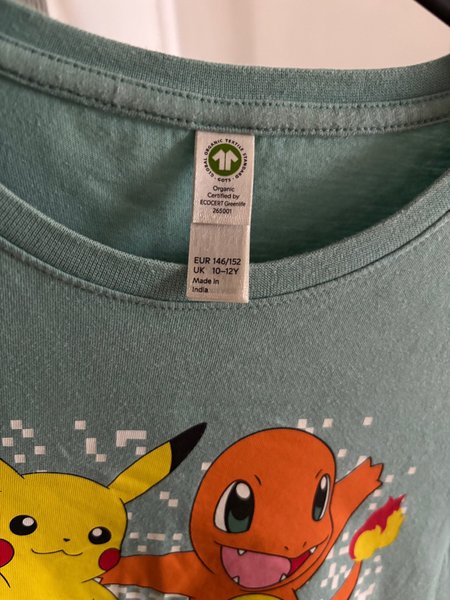 GLOBAL ORGANIC TEXTILE STANDARD
· GOTS ·
Organic
Certified by
ECOCERT Greenlife
265001
EUR 146/152
UK 10–12Y
Made in
India